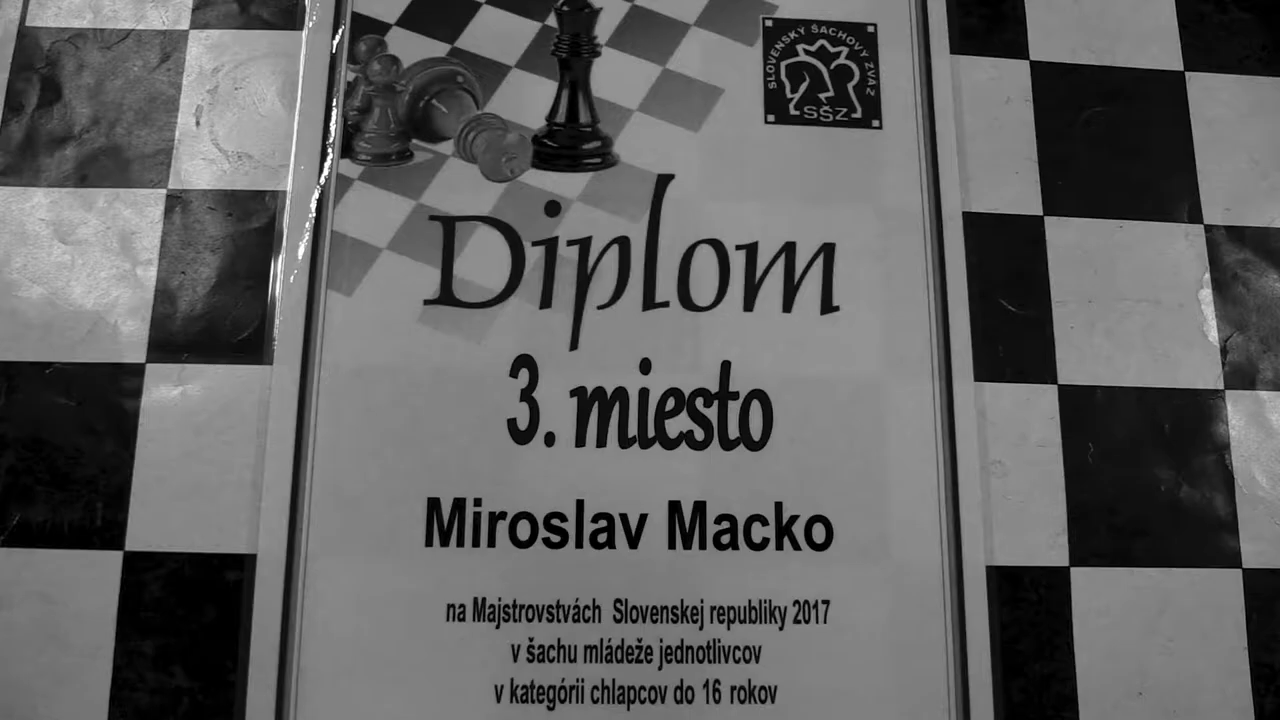 SLOVENSKÝ ŠACHOVÝ ZVÄZ
SŠZ
Diplom
3. miesto
Miroslav Macko
na Majstrovstvách Slovenskej republiky 2017
v šachu mládeže jednotlivcov
v kategórii chlapcov do 16 rokov